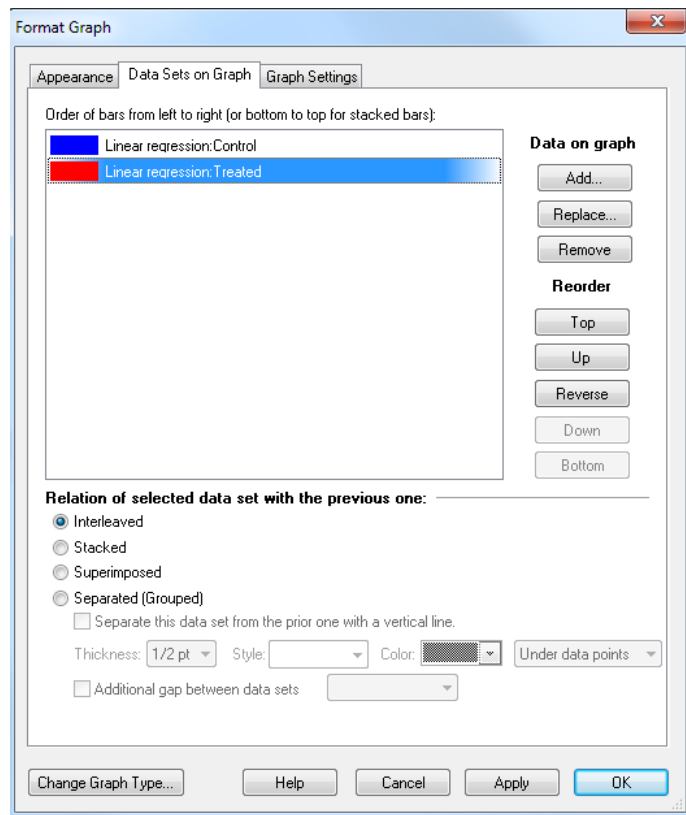 Format Graph
Appearance
Data Sets on Graph
Graph Settings
Order of bars from left to right (or bottom to top for stacked bars):
Linear regression:Control
Linear regression:Treated
Data on graph
Add...
Replace...
Remove
Reorder
Top
Up
Reverse
Down
Bottom
Relation of selected data set with the previous one:
Interleaved
Stacked
Superimposed
Separated (Grouped)
Separate this data set from the prior one with a vertical line.
Thickness: 1/2 pt Style: Color: Under data points
Additional gap between data sets
Change Graph Type... Help Cancel Apply OK